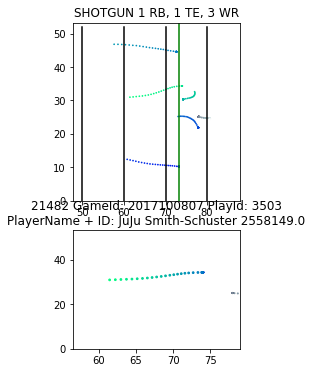 SHOTGUN 1 RB, 1 TE, 3 WR
50
40
30
20
10
0
50 60 70 80
21482 GameId: 2017100807 PlayId: 3503
PlayerName + ID: JuJu Smith-Schuster 2558149.0
40
20
0
60 65 70 75